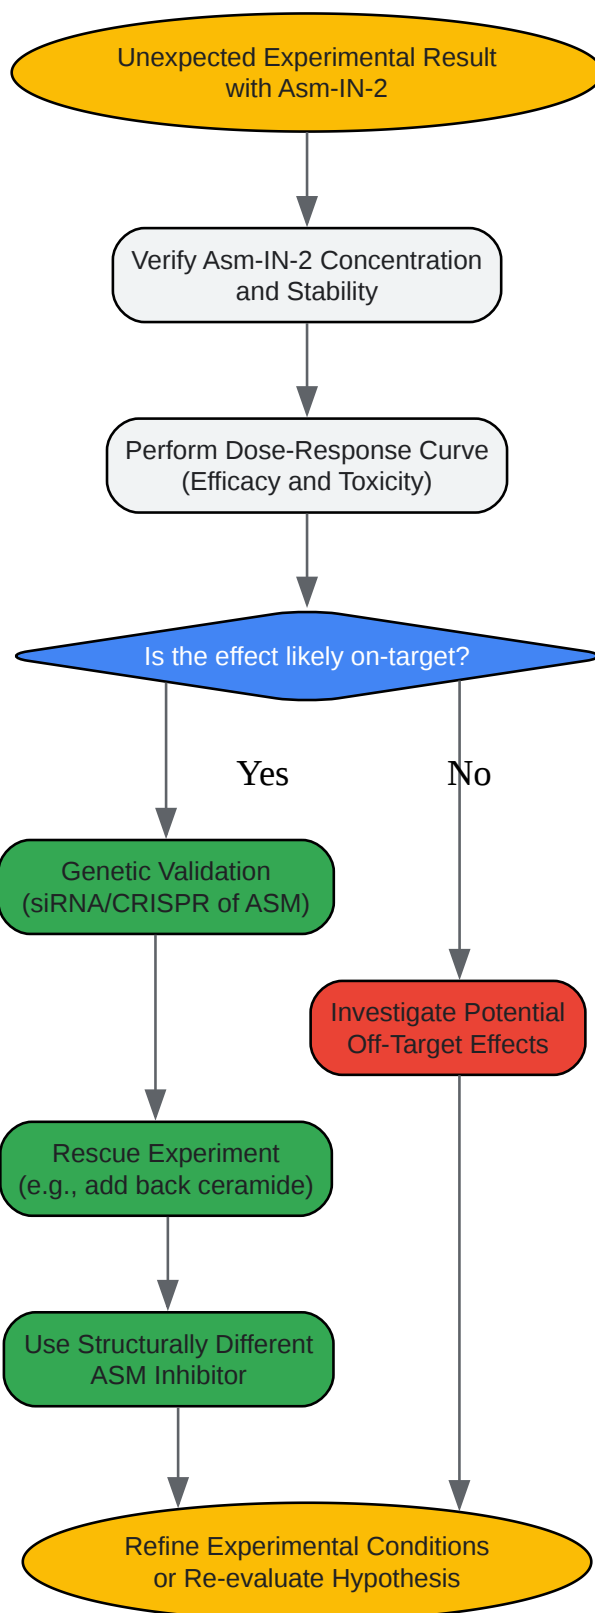 Unexpected Experimental Result
with Asm-IN-2
Verify Asm-IN-2 Concentration
and Stability
Perform Dose-Response Curve
(Efficacy and Toxicity)
Is the effect likely on-target?
Yes
No
Genetic Validation
(siRNA/CRISPR of ASM)
Investigate Potential
Off-Target Effects
Rescue Experiment
(e.g., add back ceramide)
Use Structurally Different
ASM Inhibitor
Refine Experimental Conditions
or Re-evaluate Hypothesis